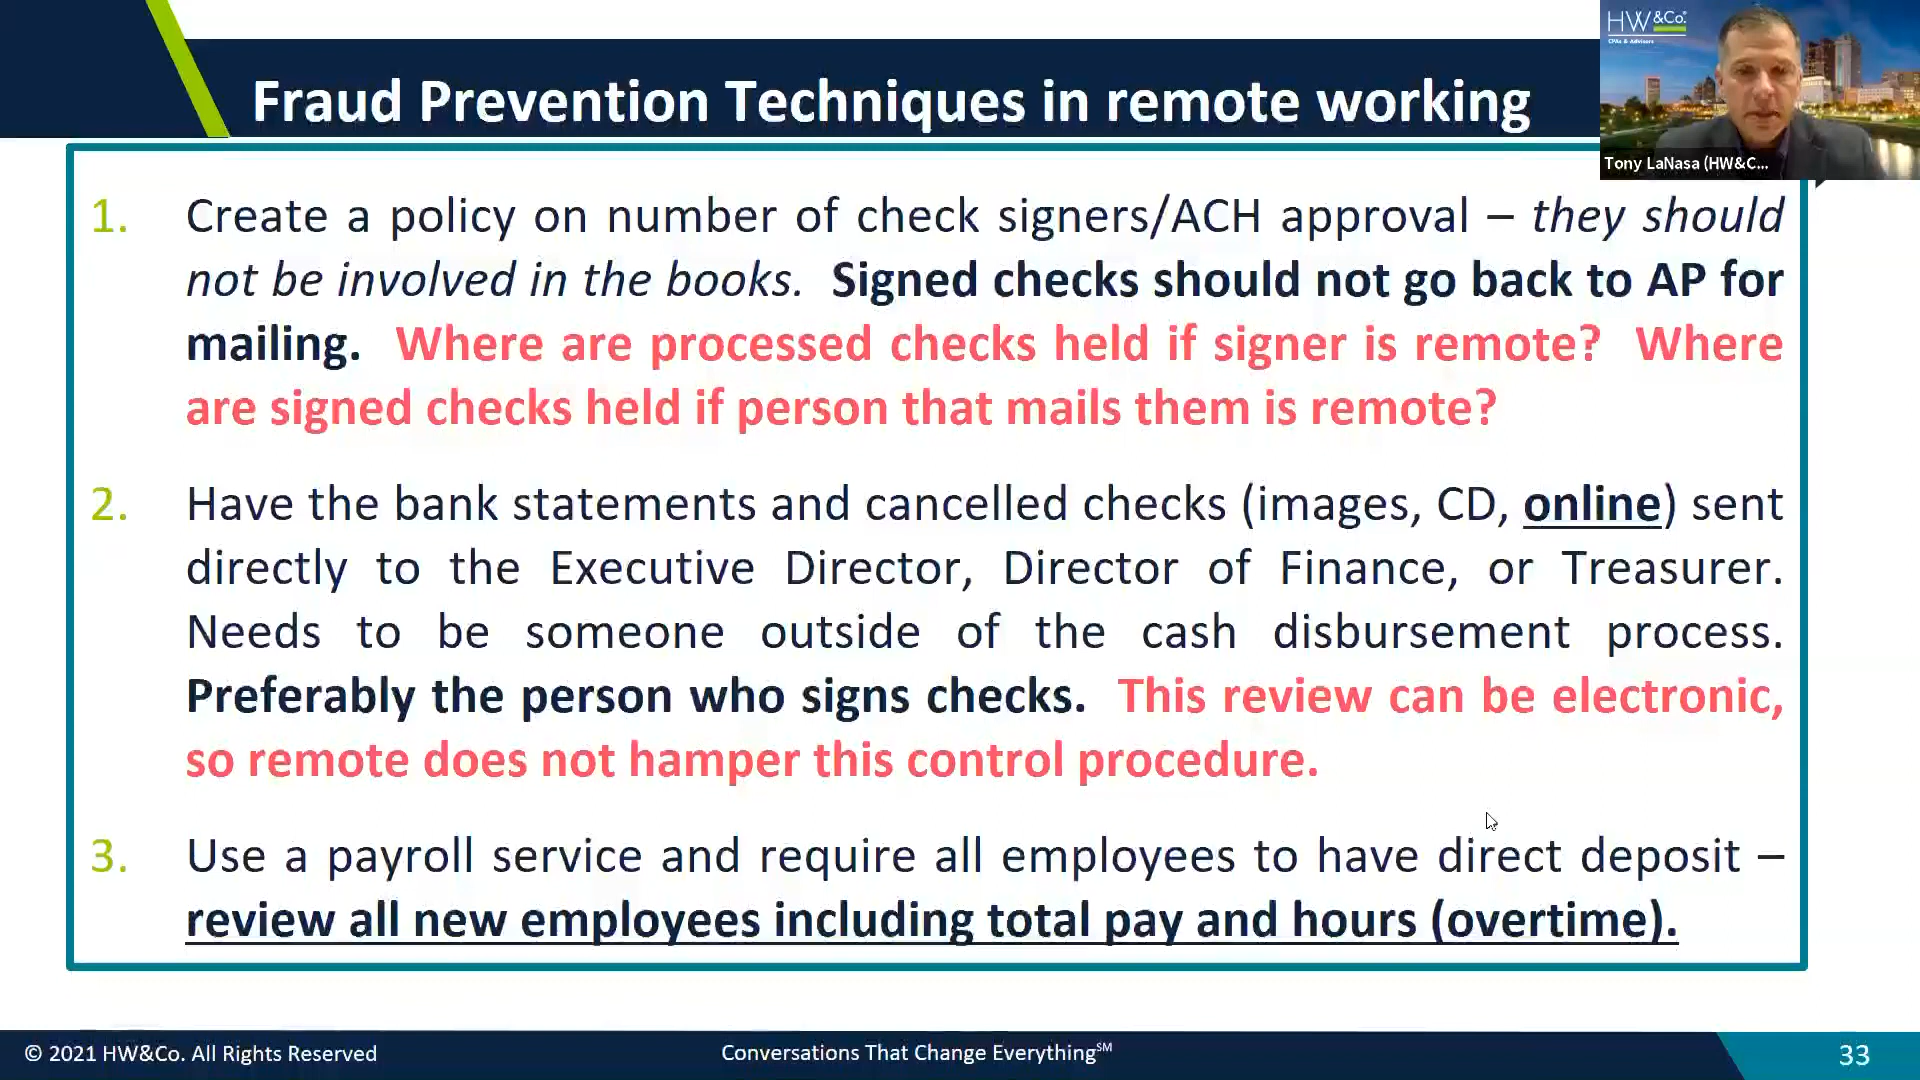 HW&Co.®
CPAs & Advisors
Fraud Prevention Techniques in remote working
Tony LaNasa (HW&C...
1. Create a policy on number of check signers/ACH approval – they should
not be involved in the books. Signed checks should not go back to AP for
mailing. Where are processed checks held if signer is remote? Where
are signed checks held if person that mails them is remote?
2. Have the bank statements and cancelled checks (images, CD, online) sent
directly to the Executive Director, Director of Finance, or Treasurer.
Needs to be someone outside of the cash disbursement process.
Preferably the person who signs checks. This review can be electronic,
so remote does not hamper this control procedure.
3. Use a payroll service and require all employees to have direct deposit –
review all new employees including total pay and hours (overtime).
© 2021 HW&Co. All Rights Reserved
Conversations That Change Everything℠
33